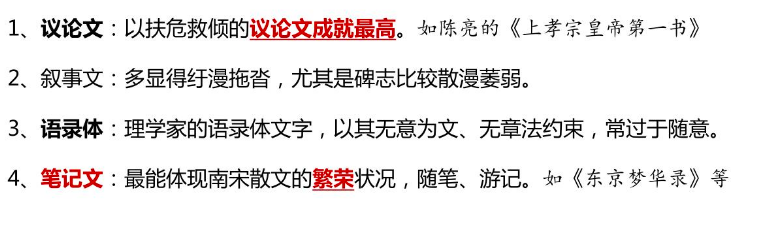 1、议论文：以扶危救倾的议论文成就最高。如陈亮的《上孝宗皇帝第一书》
2、叙事文：多显得纡漫拖沓，尤其是碑志比较散漫萎弱。
3、语录体：理学家的语录体文字，以其无意为文、无章法约束，常过于随意。
4、笔记文：最能体现南宋散文的繁荣状况，随笔、游记。如《东京梦华录》等